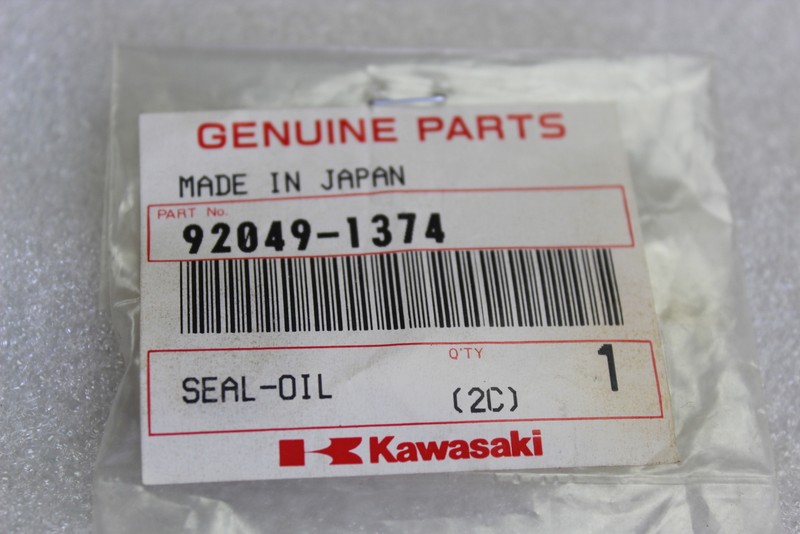 GENUINE PARTS
MADE IN JAPAN
PART No.
92049-1374
Q'TY
1
SEAL-OIL
(2C)
Kawasaki